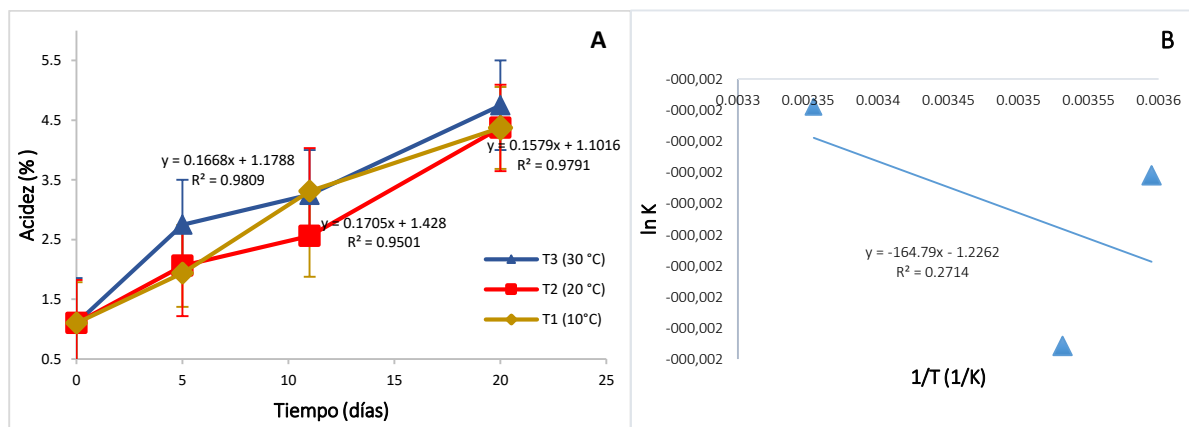 A
5.5
4.5
3.5
2.5
1.5
0.5
Acidez (% )
y = 0.1668x + 1.1788
R² = 0.9809
y = 0.1579x + 1.1016
R² = 0.9791
y = 0.1705x + 1.428
R² = 0.9501
T3 (30 °C)
T2 (20 °C)
T1 (10°C)
0 5 10 15 20 25
Tiempo (días)
B
-000,002
0.0033 0.00335 0.0034 0.00345 0.0035 0.00355 0.0036
-000,002
-000,002
-000,002
-000,002
-000,002
-000,002
-000,002
-000,002
-000,002
ln K
y = -164.79x - 1.2262
R² = 0.2714
1/T (1/K)